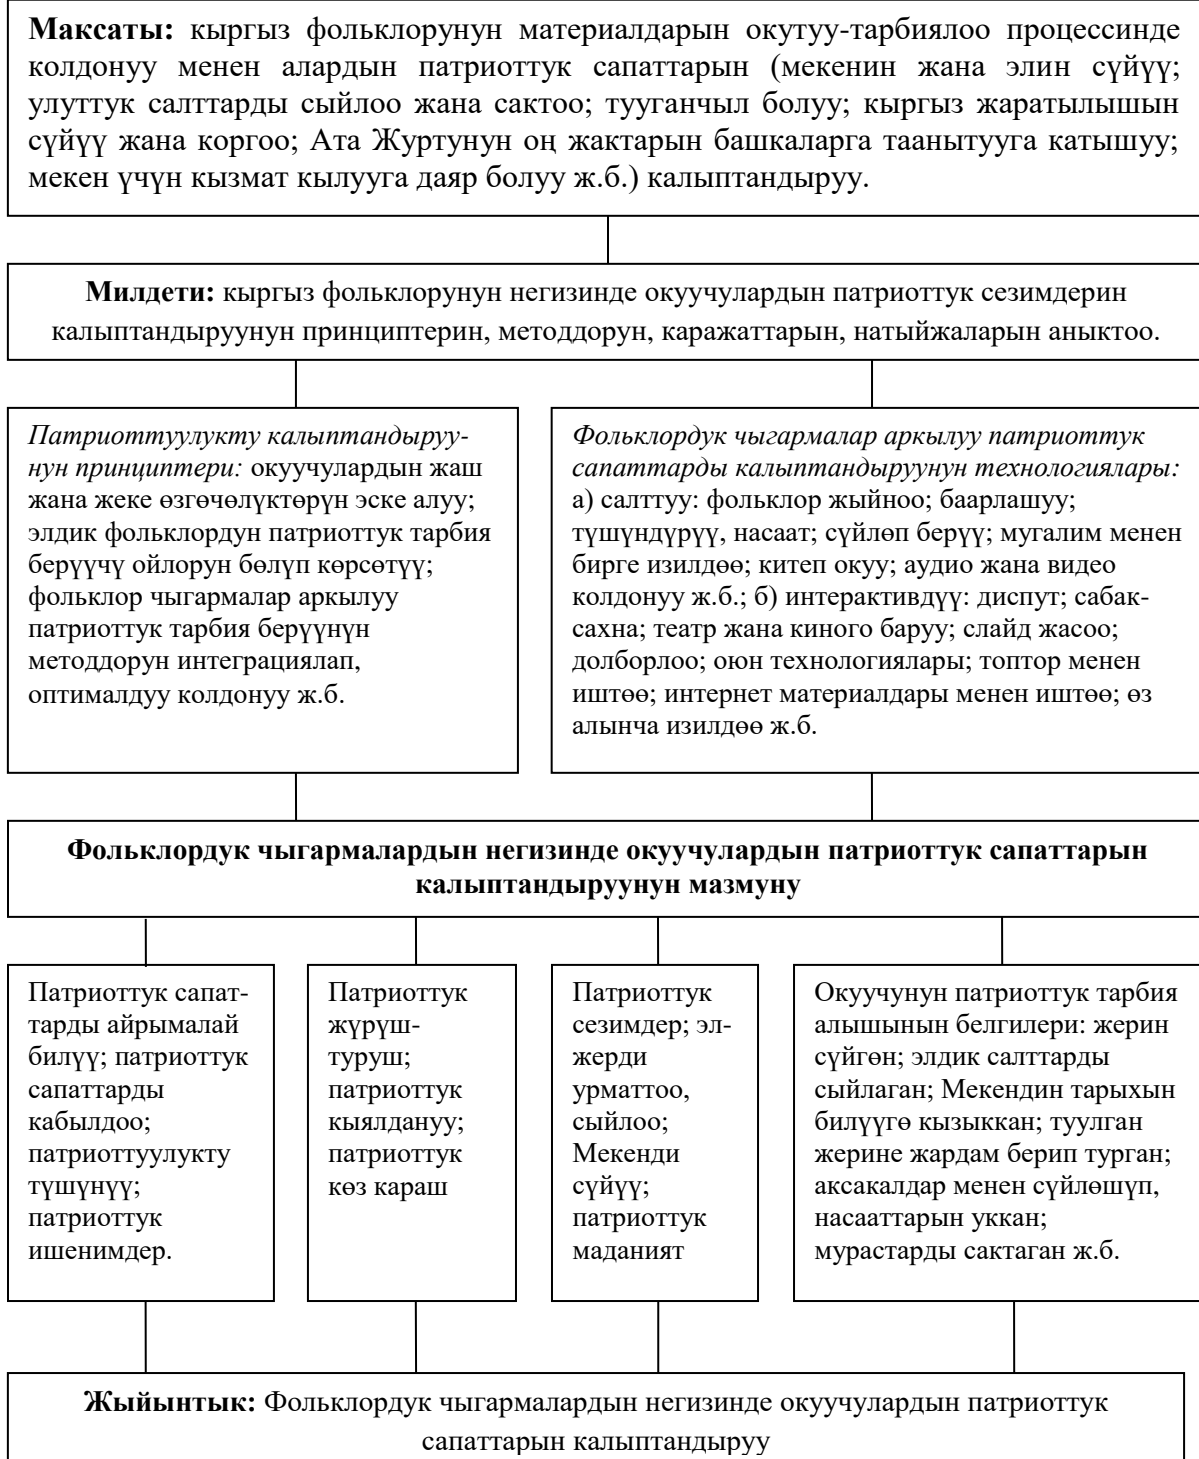 Максаты: кыргыз фольклорунун материалдарын окутуу-тарбиялоо процессинде
колдонуу менен алардын патриоттук сапаттарын (мекенин жана элин сүйүү;
улуттук салттарды сыйлоо жана сактоо; тууганчыл болуу; кыргыз жаратылышын
сүйүү жана коргоо; Ата Журтунун оң жактарын башкаларга таанытууга катышуу;
мекен үчүн кызмат кылууга даяр болуу ж.б.) калыптандыруу.
Милдети: кыргыз фольклорунун негизинде окуучулардын патриоттук сезимдерин
калыптандыруунун принциптерин, методдорун, каражаттарын, натыйжаларын аныктоо.
Патриоттуулукту калыптандыруу-
нун принциптери: окуучулардын жаш
жана жеке өзгөчөлүктөрүн эске алуу;
элдик фольклордун патриоттук тарбия
берүүчү ойлорун бөлүп көрсөтүү;
фольклор чыгармалар аркылуу
патриоттук тарбия берүүнүн
методдорун интеграциялап,
оптималдуу колдонуу ж.б.
Фольклордук чыгармалар аркылуу патриоттук
сапаттарды калыптандыруунун технологиялары:
а) салттуу: фольклор жыйноо; баарлашуу;
түшүндүрүү, насаат; сүйлөп берүү; мугалим менен
бирге изилдөө; китеп окуу; аудио жана видео
колдонуу ж.б.; б) интерактивдүү: диспут; сабак-
сахна; театр жана киного баруу; слайд жасоо;
долборлоо; оюн технологиялары; топтор менен
иштөө; интернет материалдары менен иштөө; өз
алынча изилдөө ж.б.
Фольклордук чыгармалардын негизинде окуучулардын патриоттук сапаттарын
калыптандыруунун мазмуну
Патриоттук сапат-
тарды айрымалай
билүү; патриоттук
сапаттарды
кабылдоо;
патриоттуулукту
түшүнүү;
патриоттук
ишенимдер.
Патриоттук
жүрүш-
туруш;
патриоттук
кыялдануу;
патриоттук
көз караш
Патриоттук
сезимдер; эл-
жерди
урматтоо,
сыйлоо;
Мекенди
сүйүү;
патриоттук
маданият
Окуучунун патриоттук тарбия
алышынын белгилери: жерин
сүйгөн; элдик салттарды
сыйлаган; Мекендин тарыхын
билүүгө кызыккан; туулган
жерине жардам берип турган;
аксакалдар менен сүйлөшүп,
насааттарын уккан;
мурастарды сактаган ж.б.
Жыйынтык: Фольклордук чыгармалардын негизинде окуучулардын патриоттук
сапаттарын калыптандыруу